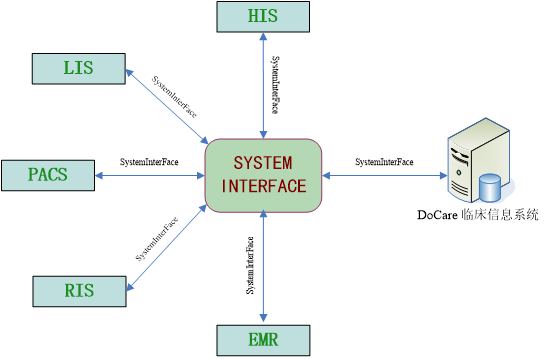 HIS
LIS
SystemInterFace
SystemInterFace
SystemInterFace
SYSTEM
INTERFACE
SystemInterFace
PACS
DoCare 临床信息系统
SystemInterFace
SystemInterFace
RIS
EMR